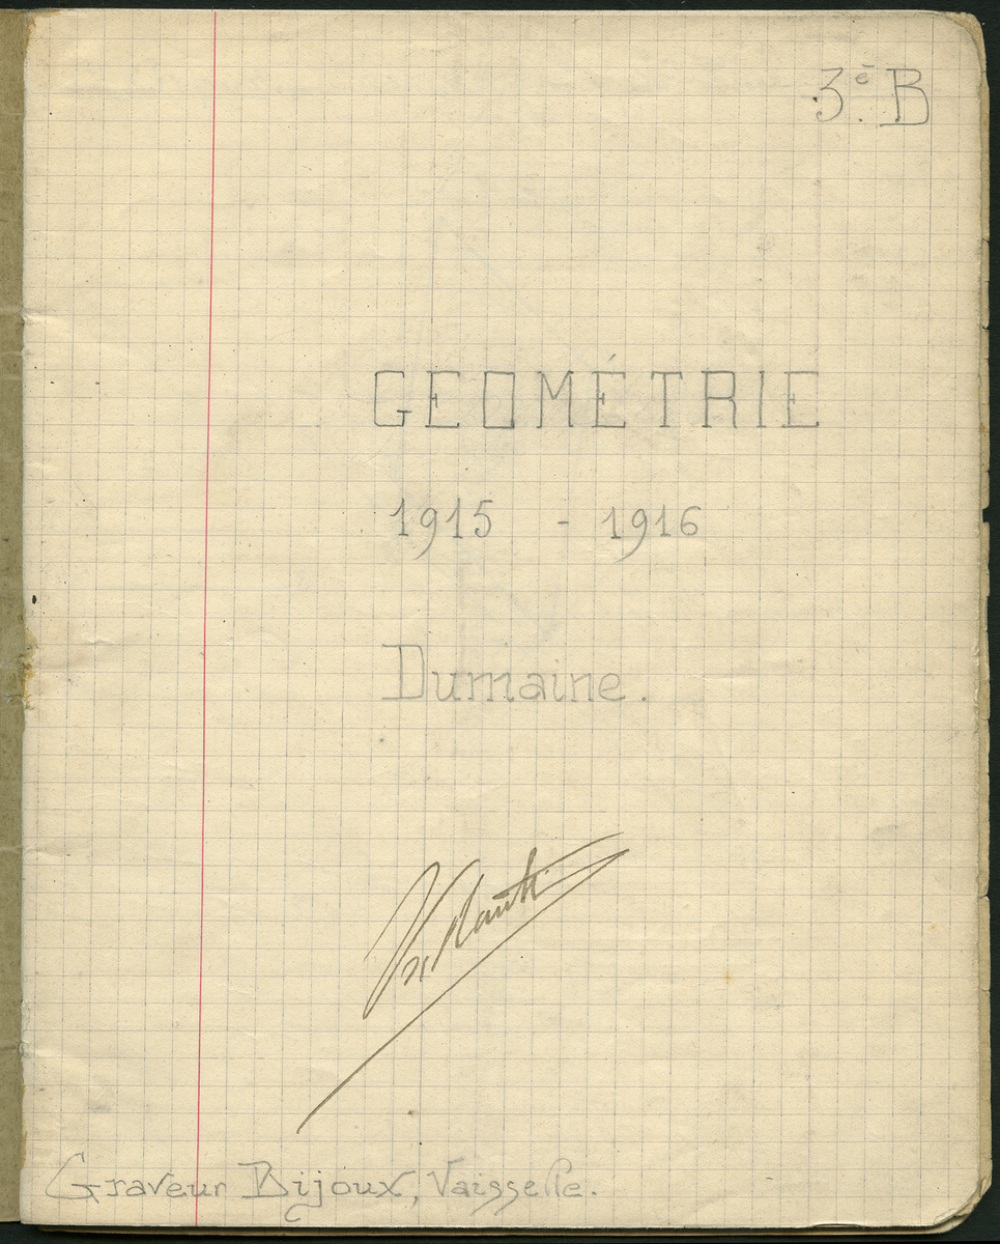 3e. B
GEOMÉTRIE
1915 - 1916
Dumaine.
Graveur Bijoux, Vaisselle.